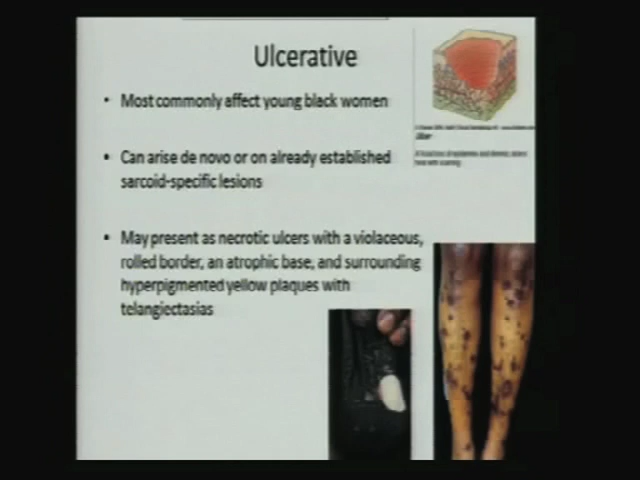 Ulcerative
• Most commonly affect young black women
• Can arise de novo or on already established
sarcoid-specific lesions
• May present as necrotic ulcers with a violaceous,
rolled border, an atrophic base, and surrounding
hyperpigmented yellow plaques with
telangiectasias
Ulcer